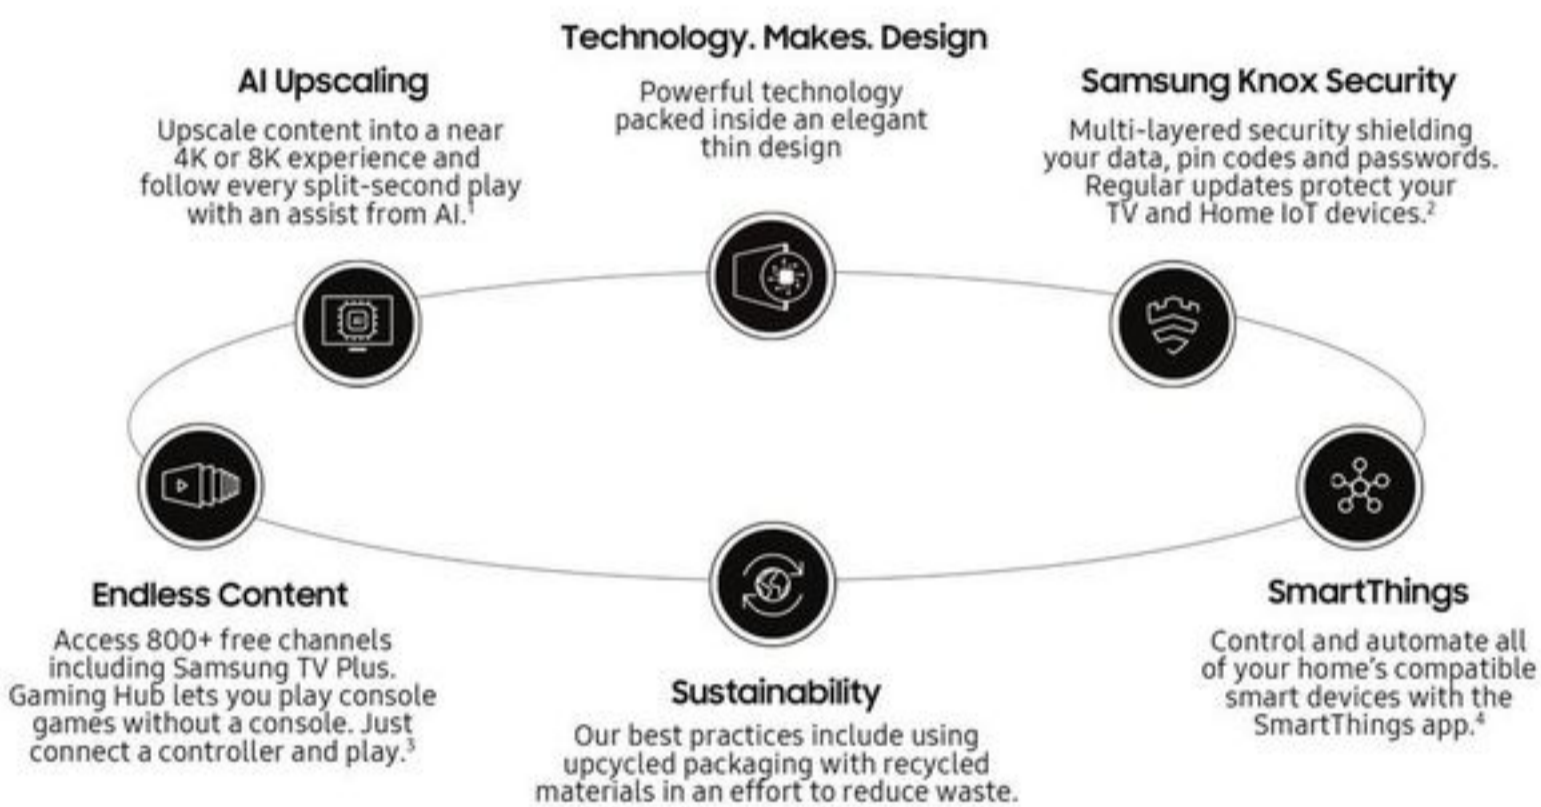 Technology. Makes. Design
Powerful technology
packed inside an elegant
thin design
AI Upscaling
Upscale content into a near
4K or 8K experience and
follow every split-second play
with an assist from AI.¹
Samsung Knox Security
Multi-layered security shielding
your data, pin codes and passwords.
Regular updates protect your
TV and Home IoT devices.²
AI
Endless Content
Access 800+ free channels
including Samsung TV Plus.
Gaming Hub lets you play console
games without a console. Just
connect a controller and play.³
Sustainability
Our best practices include using
upcycled packaging with recycled
materials in an effort to reduce waste.
SmartThings
Control and automate all
of your home's compatible
smart devices with the
SmartThings app.⁴